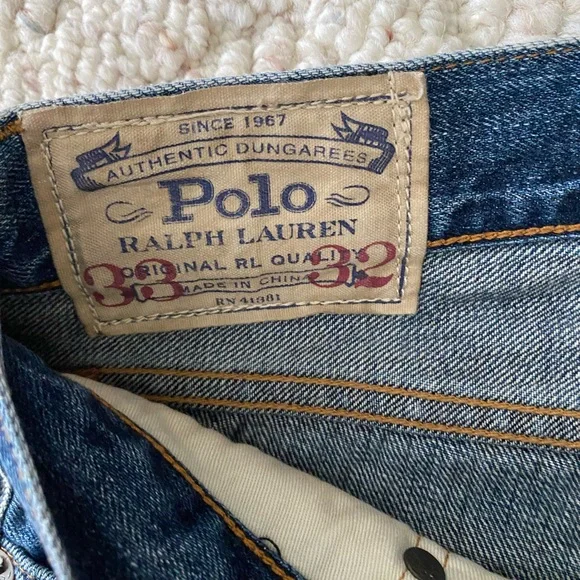 SINCE 1967
AUTHENTIC DUNGAREES
Polo
RALPH LAUREN
ORIGINAL RL QUALITY
33 32
MADE IN CHINA
RN 41381